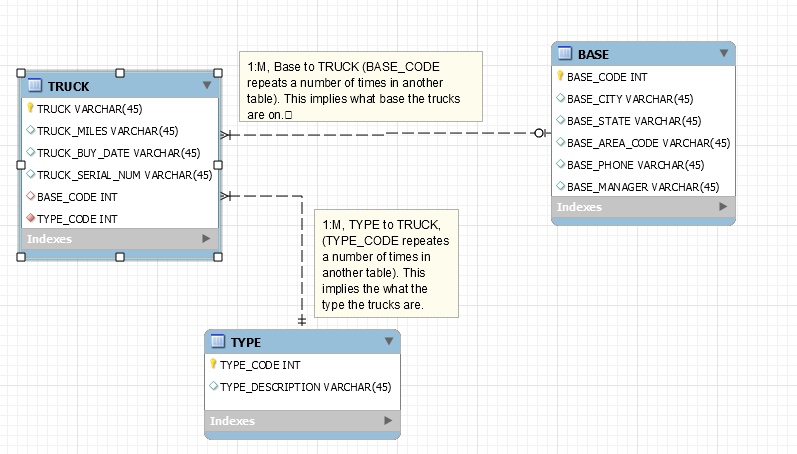 TRUCK
TRUCK VARCHAR(45)
TRUCK_MILES VARCHAR(45)
TRUCK_BUY_DATE VARCHAR(45)
TRUCK_SERIAL_NUM VARCHAR(45)
BASE_CODE INT
TYPE_CODE INT
Indexes
1:M, Base to TRUCK (BASE_CODE
repeats a number of times in another
table). This implies what base the trucks
are on.
BASE
BASE_CODE INT
BASE_CITY VARCHAR(45)
BASE_STATE VARCHAR(45)
BASE_AREA_CODE VARCHAR(45)
BASE_PHONE VARCHAR(45)
BASE_MANAGER VARCHAR(45)
Indexes
1:M, TYPE to TRUCK,
(TYPE_CODE repeates
a number of times in
another table). This
implies the what the
type the trucks are.
TYPE
TYPE_CODE INT
TYPE_DESCRIPTION VARCHAR(45)
Indexes